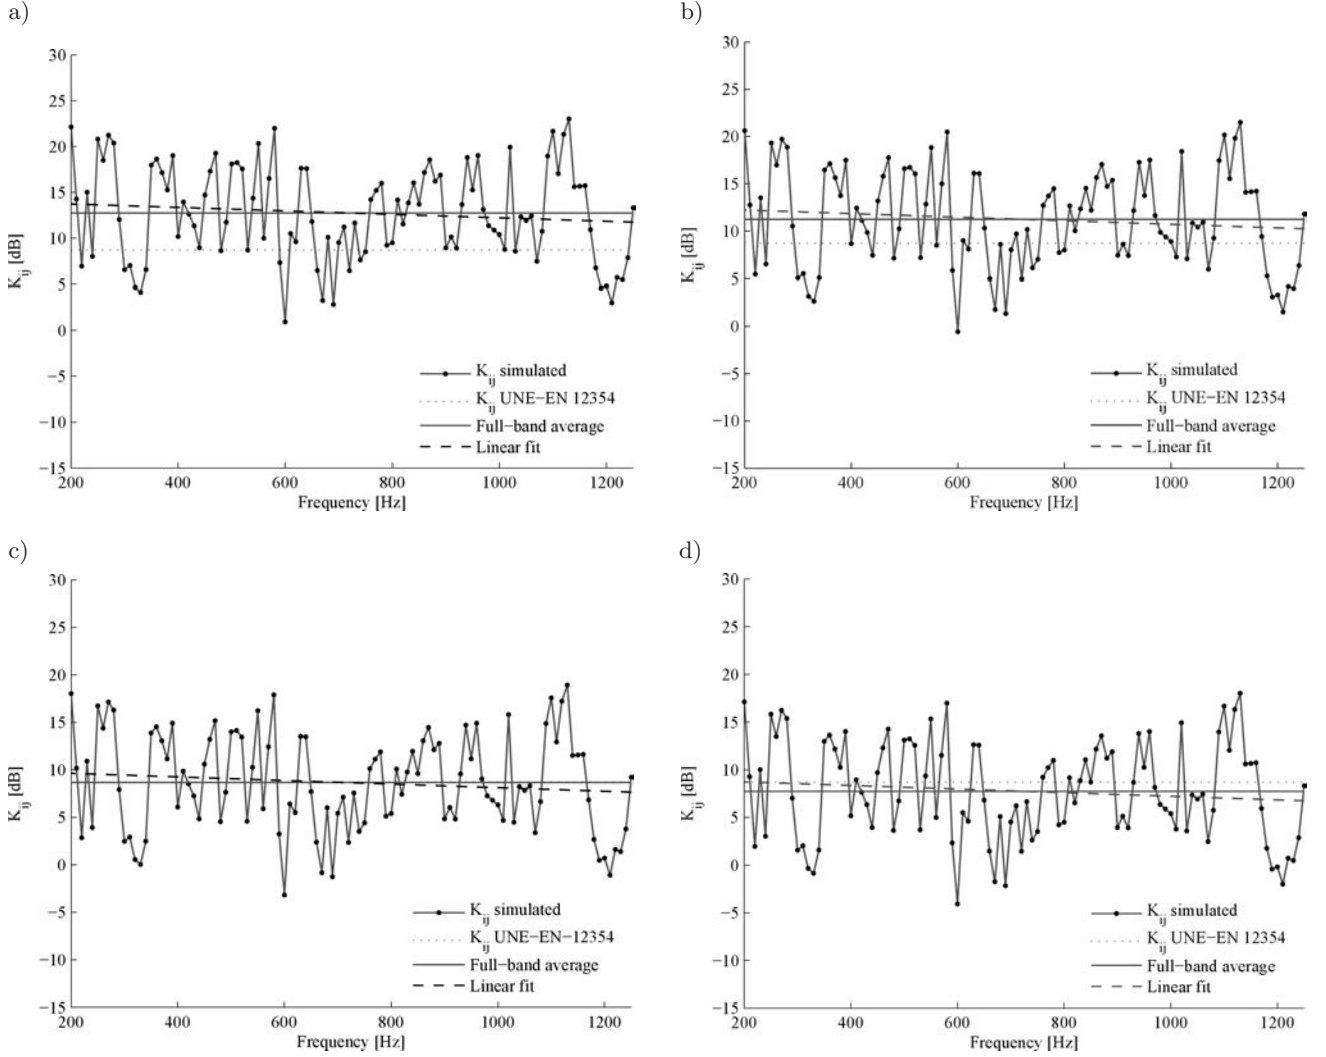 a)
30
25
20
15
10
5
0
−5
−10
−15
K_ij [dB]
200 400 600 800 1000 1200
Frequency [Hz]
K_ij simulated
K_ij UNE−EN 12354
Full−band average
Linear fit
b)
30
25
20
15
10
5
0
−5
−10
−15
K_ij [dB]
200 400 600 800 1000 1200
Frequency [Hz]
K_ij simulated
K_ij UNE−EN 12354
Full−band average
Linear fit
c)
30
25
20
15
10
5
0
−5
−10
−15
K_ij [dB]
200 400 600 800 1000 1200
Frequency [Hz]
K_ij simulated
K_ij UNE−EN−12354
Full−band average
Linear fit
d)
30
25
20
15
10
5
0
−5
−10
−15
K_ij [dB]
200 400 600 800 1000 1200
Frequency [Hz]
K_ij simulated
K_ij UNE−EN 12354
Full−band average
Linear fit